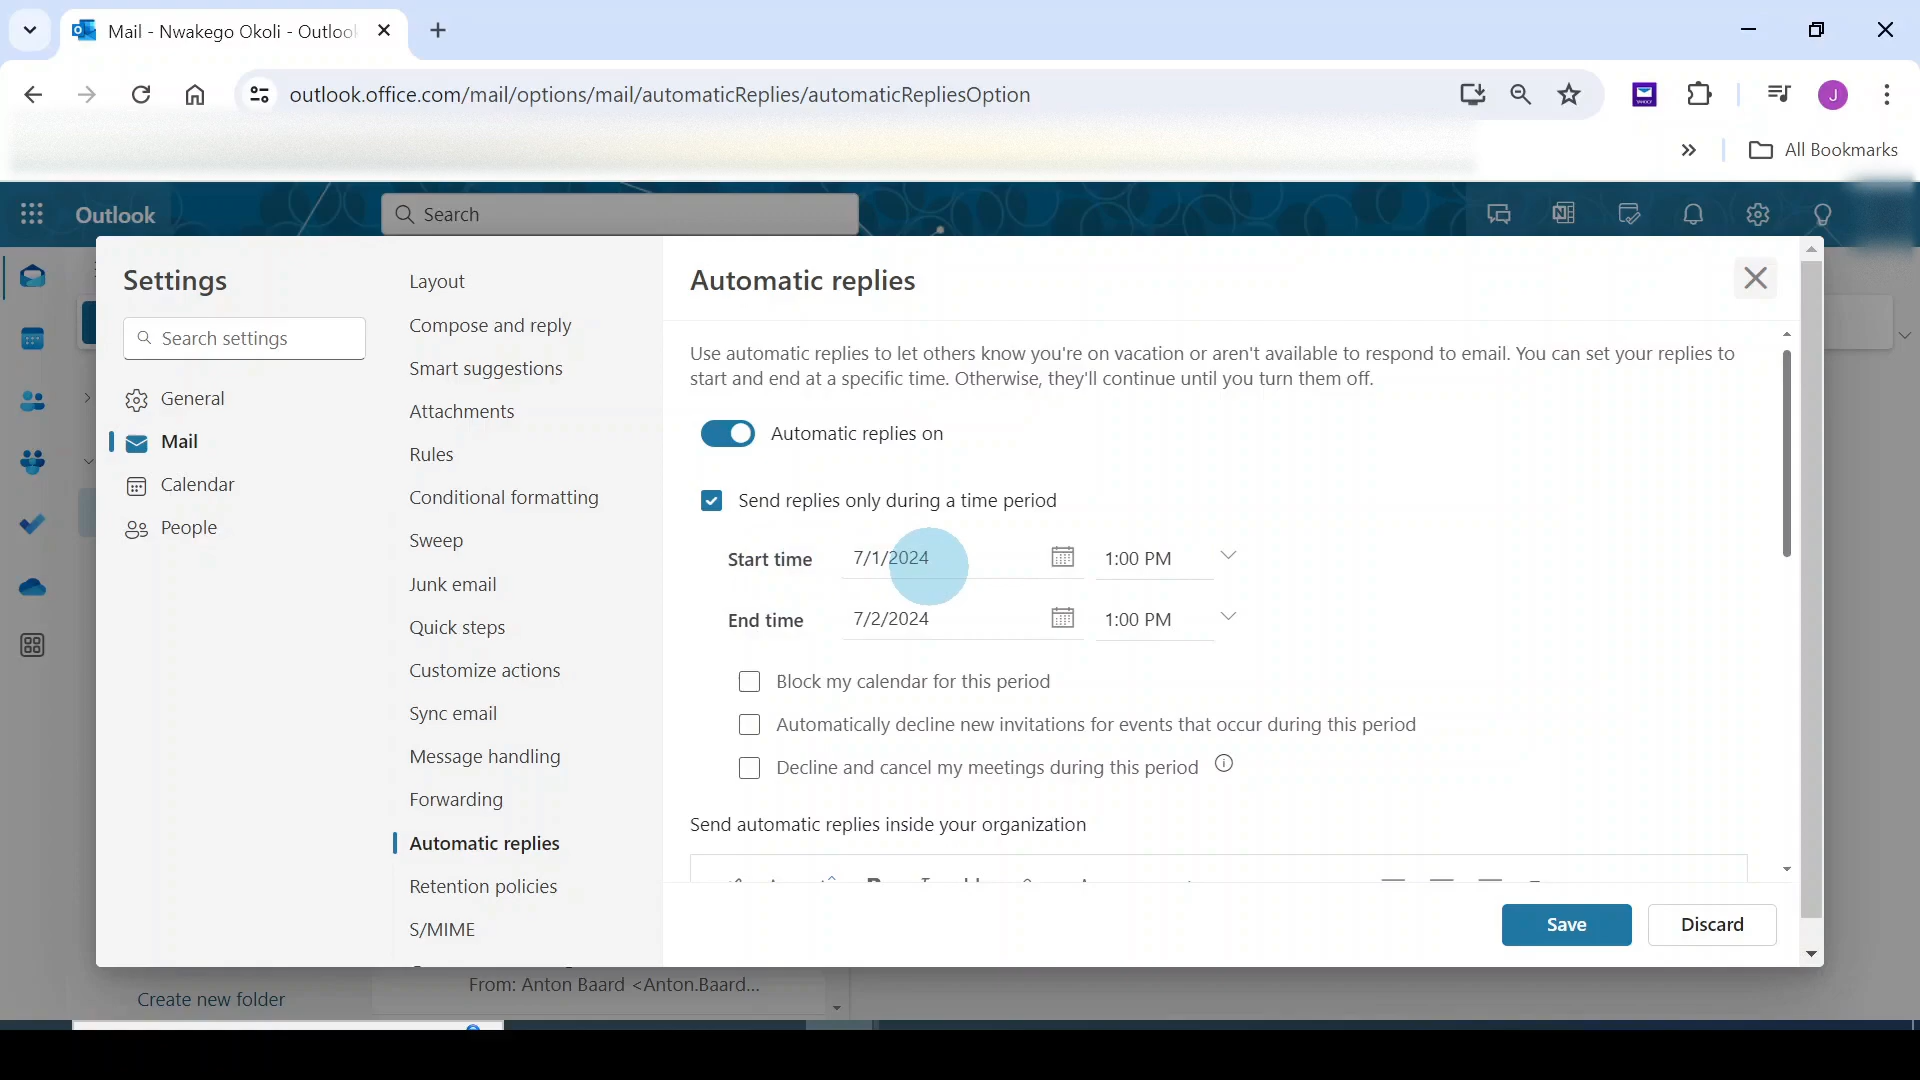 Mail - Nwakego Okoli - Outlool
outlook.office.com/mail/options/mail/automaticReplies/automaticRepliesOption
J
All Bookmarks
Outlook
Search
Settings
Search settings
General
Mail
Calendar
People
Layout
Compose and reply
Smart suggestions
Attachments
Rules
Conditional formatting
Sweep
Junk email
Quick steps
Customize actions
Sync email
Message handling
Forwarding
Automatic replies
Retention policies
S/MIME
Automatic replies
Use automatic replies to let others know you're on vacation or aren't available to respond to email. You can set your replies to
start and end at a specific time. Otherwise, they'll continue until you turn them off.
Automatic replies on
Send replies only during a time period
Start time 7/1/2024 1:00 PM
End time 7/2/2024 1:00 PM
Block my calendar for this period
Automatically decline new invitations for events that occur during this period
Decline and cancel my meetings during this period
Send automatic replies inside your organization
Save Discard
Create new folder
From: Anton Baard <Anton.Baard...